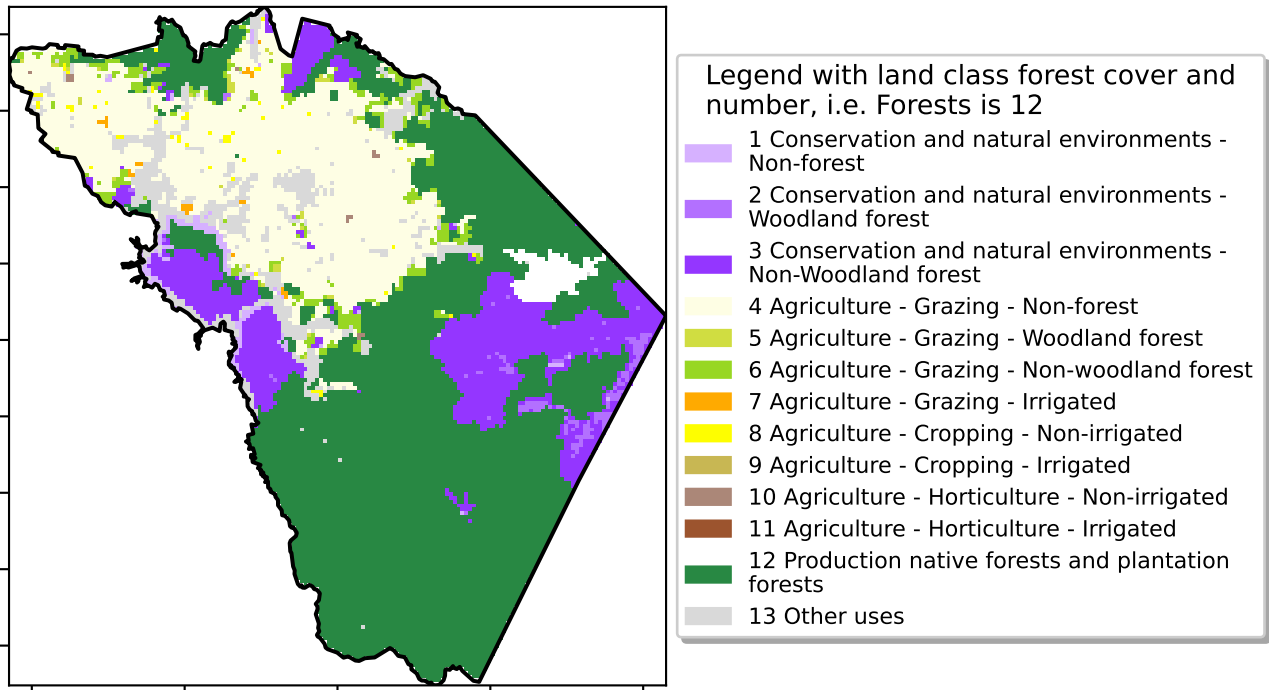 Legend with land class forest cover and
number, i.e. Forests is 12
1 Conservation and natural environments -
Non-forest
2 Conservation and natural environments -
Woodland forest
3 Conservation and natural environments -
Non-Woodland forest
4 Agriculture - Grazing - Non-forest
5 Agriculture - Grazing - Woodland forest
6 Agriculture - Grazing - Non-woodland forest
7 Agriculture - Grazing - Irrigated
8 Agriculture - Cropping - Non-irrigated
9 Agriculture - Cropping - Irrigated
10 Agriculture - Horticulture - Non-irrigated
11 Agriculture - Horticulture - Irrigated
12 Production native forests and plantation
forests
13 Other uses